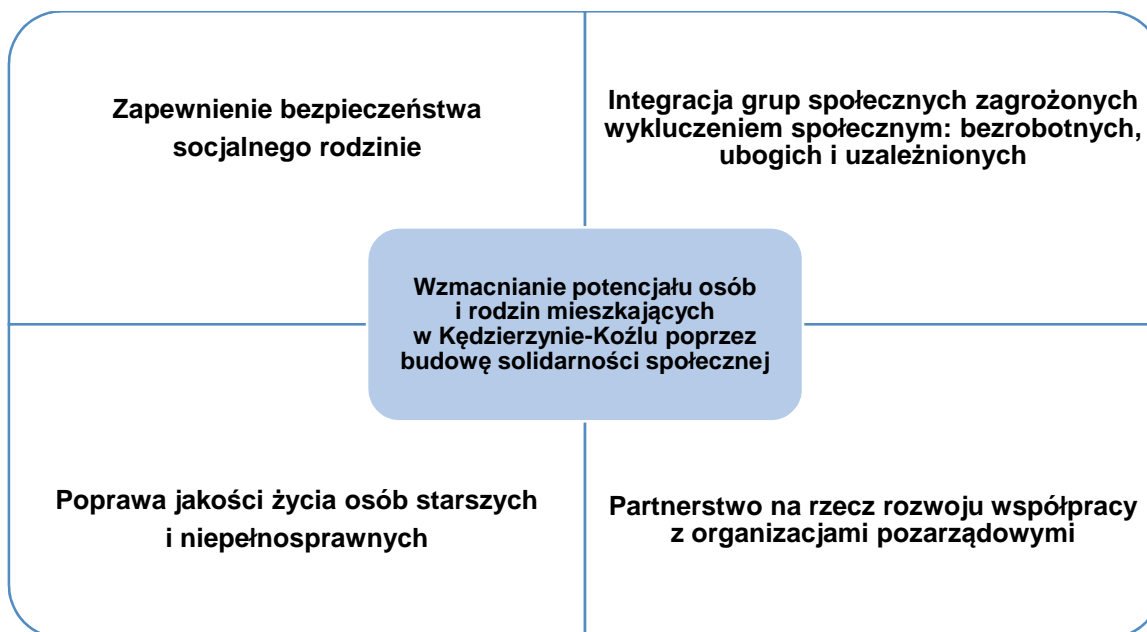 Zapewnienie bezpieczeństwa
socjalnego rodzinie
Integracja grup społecznych zagrożonych
wykluczeniem społecznym: bezrobotnych,
ubogich i uzależnionych
Wzmacnianie potencjału osób
i rodzin mieszkających
w Kędzierzynie-Koźlu poprzez
budowę solidarności społecznej
Poprawa jakości życia osób starszych
i niepełnosprawnych
Partnerstwo na rzecz rozwoju współpracy
z organizacjami pozarządowymi